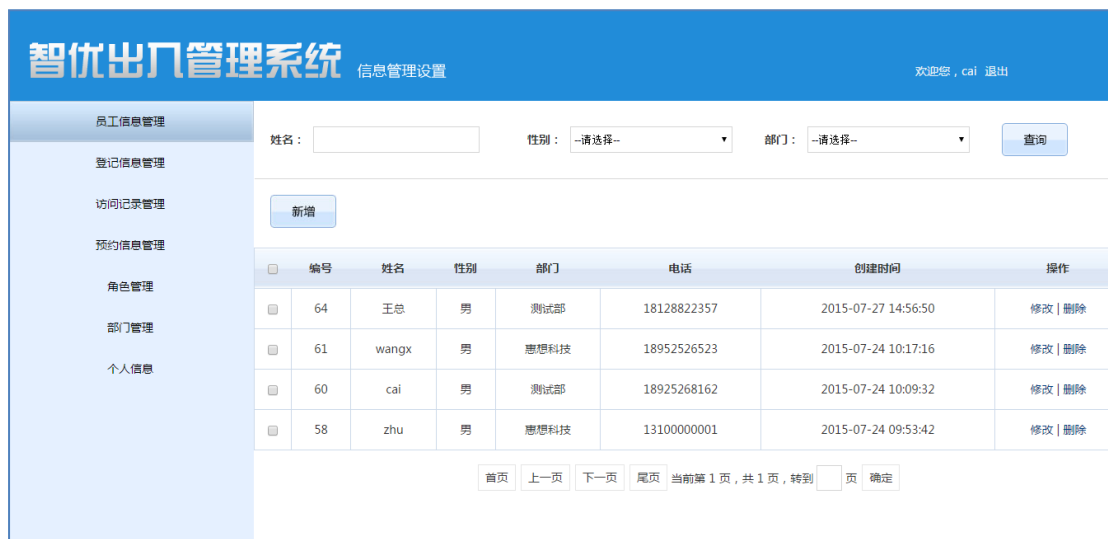 智优出入管理系统 信息管理设置 欢迎您，cai 退出
员工信息管理
登记信息管理
访问记录管理
预约信息管理
角色管理
部门管理
个人信息
姓名： 性别： --请选择-- 部门： --请选择-- 查询
新增
编号 姓名 性别 部门 电话 创建时间 操作
64 王总 男 测试部 18128822357 2015-07-27 14:56:50 修改 | 删除
61 wangx 男 惠想科技 18952526523 2015-07-24 10:17:16 修改 | 删除
60 cai 男 测试部 18925268162 2015-07-24 10:09:32 修改 | 删除
58 zhu 男 惠想科技 13100000001 2015-07-24 09:53:42 修改 | 删除
首页 上一页 下一页 尾页 当前第 1 页，共 1 页，转到 页 确定